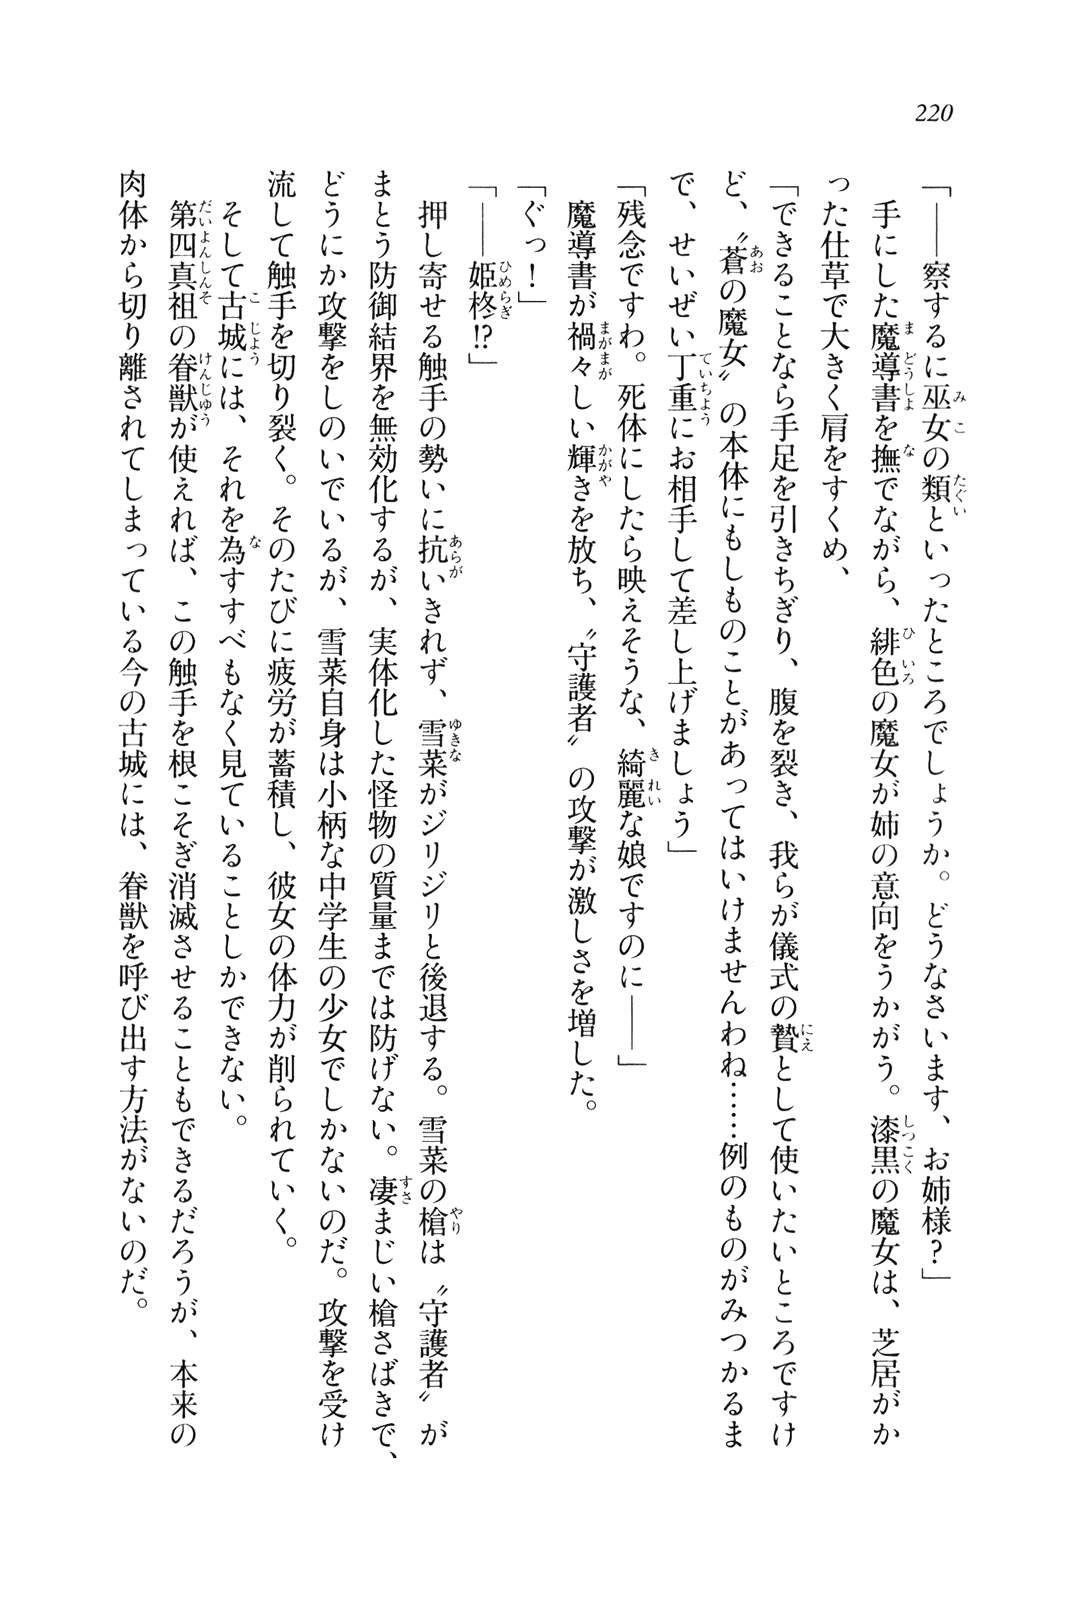 220
「――察するに巫女の類といったところでしょうか。どうなさいます、お姉様？」
手にした魔導書を撫でながら、緋色の魔女が姉の意向をうかがう。漆黒の魔女は、芝居がか
った仕草で大きく肩をすくめ、
「できることなら手足を引きちぎり、腹を裂き、我らが儀式の贄として使いたいところですけ
ど、〝蒼の魔女〟の本体にもしものことがあってはいけませんわね……例のものがみつかるま
で、せいぜい丁重にお相手して差し上げましょう」
「残念ですわ。死体にしたら映えそうな、綺麗な娘ですのに――」
魔導書が禍々しい輝きを放ち、〝守護者〟の攻撃が激しさを増した。
「ぐっ！」
「――姫柊!?」
押し寄せる触手の勢いに抗いきれず、雪菜がジリジリと後退する。雪菜の槍は〝守護者〟が
まとう防御結界を無効化するが、実体化した怪物の質量までは防げない。凄まじい槍さばきで、
どうにか攻撃をしのいでいるが、雪菜自身は小柄な中学生の少女でしかないのだ。攻撃を受け
流して触手を切り裂く。そのたびに疲労が蓄積し、彼女の体力が削られていく。
そして古城には、それを為すすべもなく見ていることしかできない。
第四真祖の眷獣が使えれば、この触手を根こそぎ消滅させることもできるだろうが、本来の
肉体から切り離されてしまっている今の古城には、眷獣を呼び出す方法がないのだ。